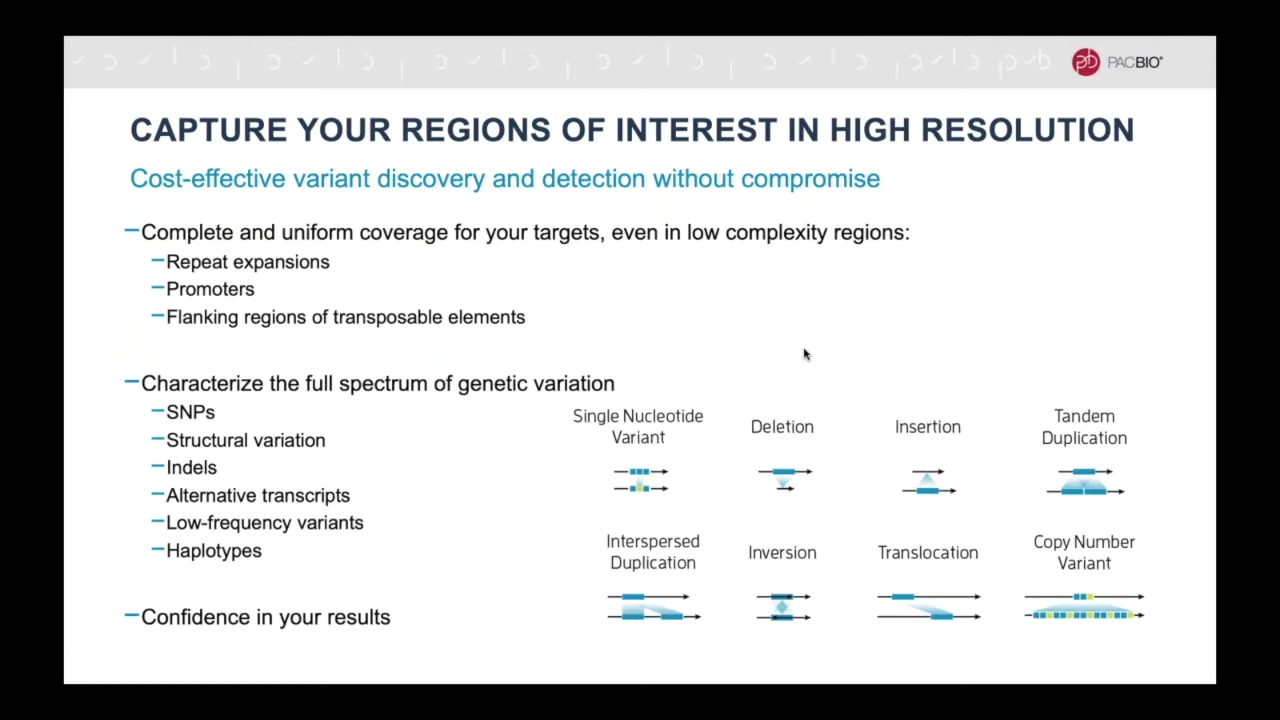 PACBIO®
CAPTURE YOUR REGIONS OF INTEREST IN HIGH RESOLUTION
Cost-effective variant discovery and detection without compromise
–Complete and uniform coverage for your targets, even in low complexity regions:
–Repeat expansions
–Promoters
–Flanking regions of transposable elements
–Characterize the full spectrum of genetic variation
–SNPs
–Structural variation
–Indels
–Alternative transcripts
–Low-frequency variants
–Haplotypes
–Confidence in your results
Single Nucleotide
Variant
Deletion
Insertion
Tandem
Duplication
Interspersed
Duplication
Inversion
Translocation
Copy Number
Variant